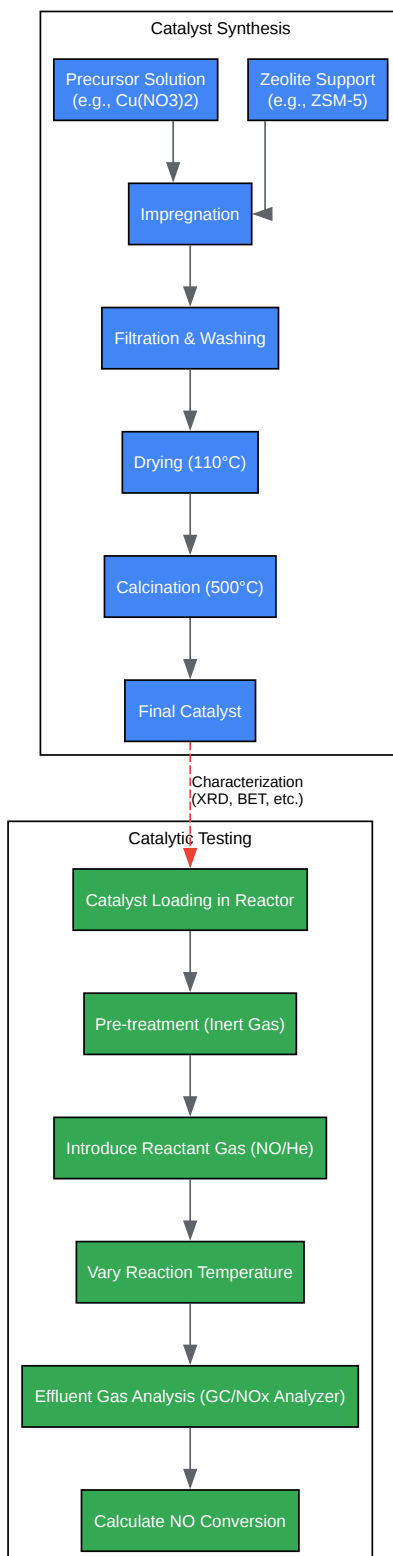 Catalyst Synthesis
Precursor Solution
(e.g., Cu(NO3)2)
Zeolite Support
(e.g., ZSM-5)
Impregnation
Filtration & Washing
Drying (110°C)
Calcination (500°C)
Final Catalyst
Characterization
(XRD, BET, etc.)
Catalytic Testing
Catalyst Loading in Reactor
Pre-treatment (Inert Gas)
Introduce Reactant Gas (NO/He)
Vary Reaction Temperature
Effluent Gas Analysis (GC/NOx Analyzer)
Calculate NO Conversion